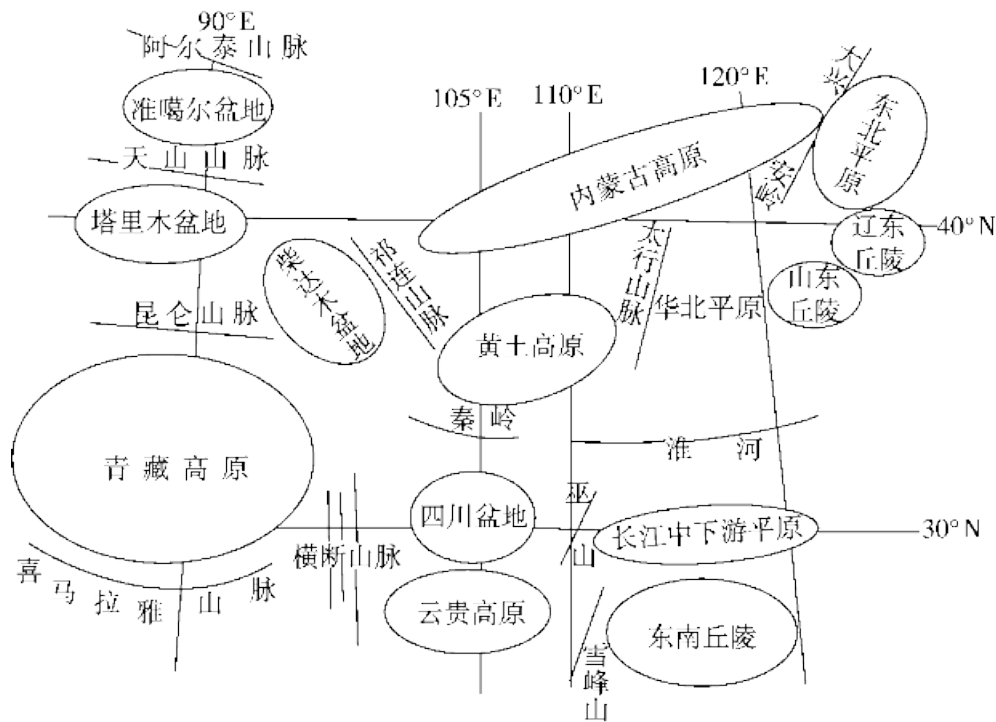 90°E
阿尔泰山脉
准噶尔盆地
天山山脉
塔里木盆地
昆仑山脉
青藏高原
喜马拉雅山脉
柴达木盆地
祁连山脉
105°E
110°E
120°E
内蒙古高原
大兴安岭
东北平原
40°N
辽东
丘陵
山东
丘陵
太行山脉
华北平原
黄土高原
秦岭
淮河
四川盆地
巫山
长江中下游平原
30°N
横断山脉
云贵高原
雪峰山
东南丘陵